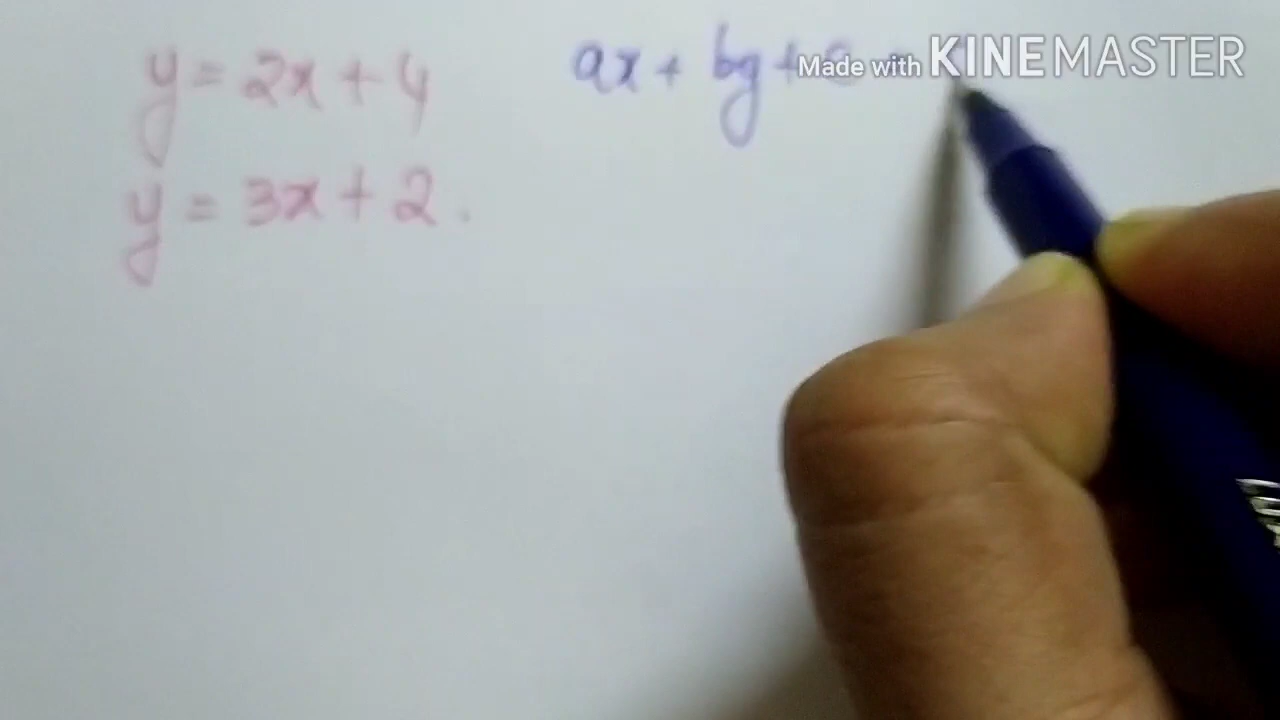 y = 2x + 4
ax + by +
Made with KINEMASTER
y = 3x + 2.